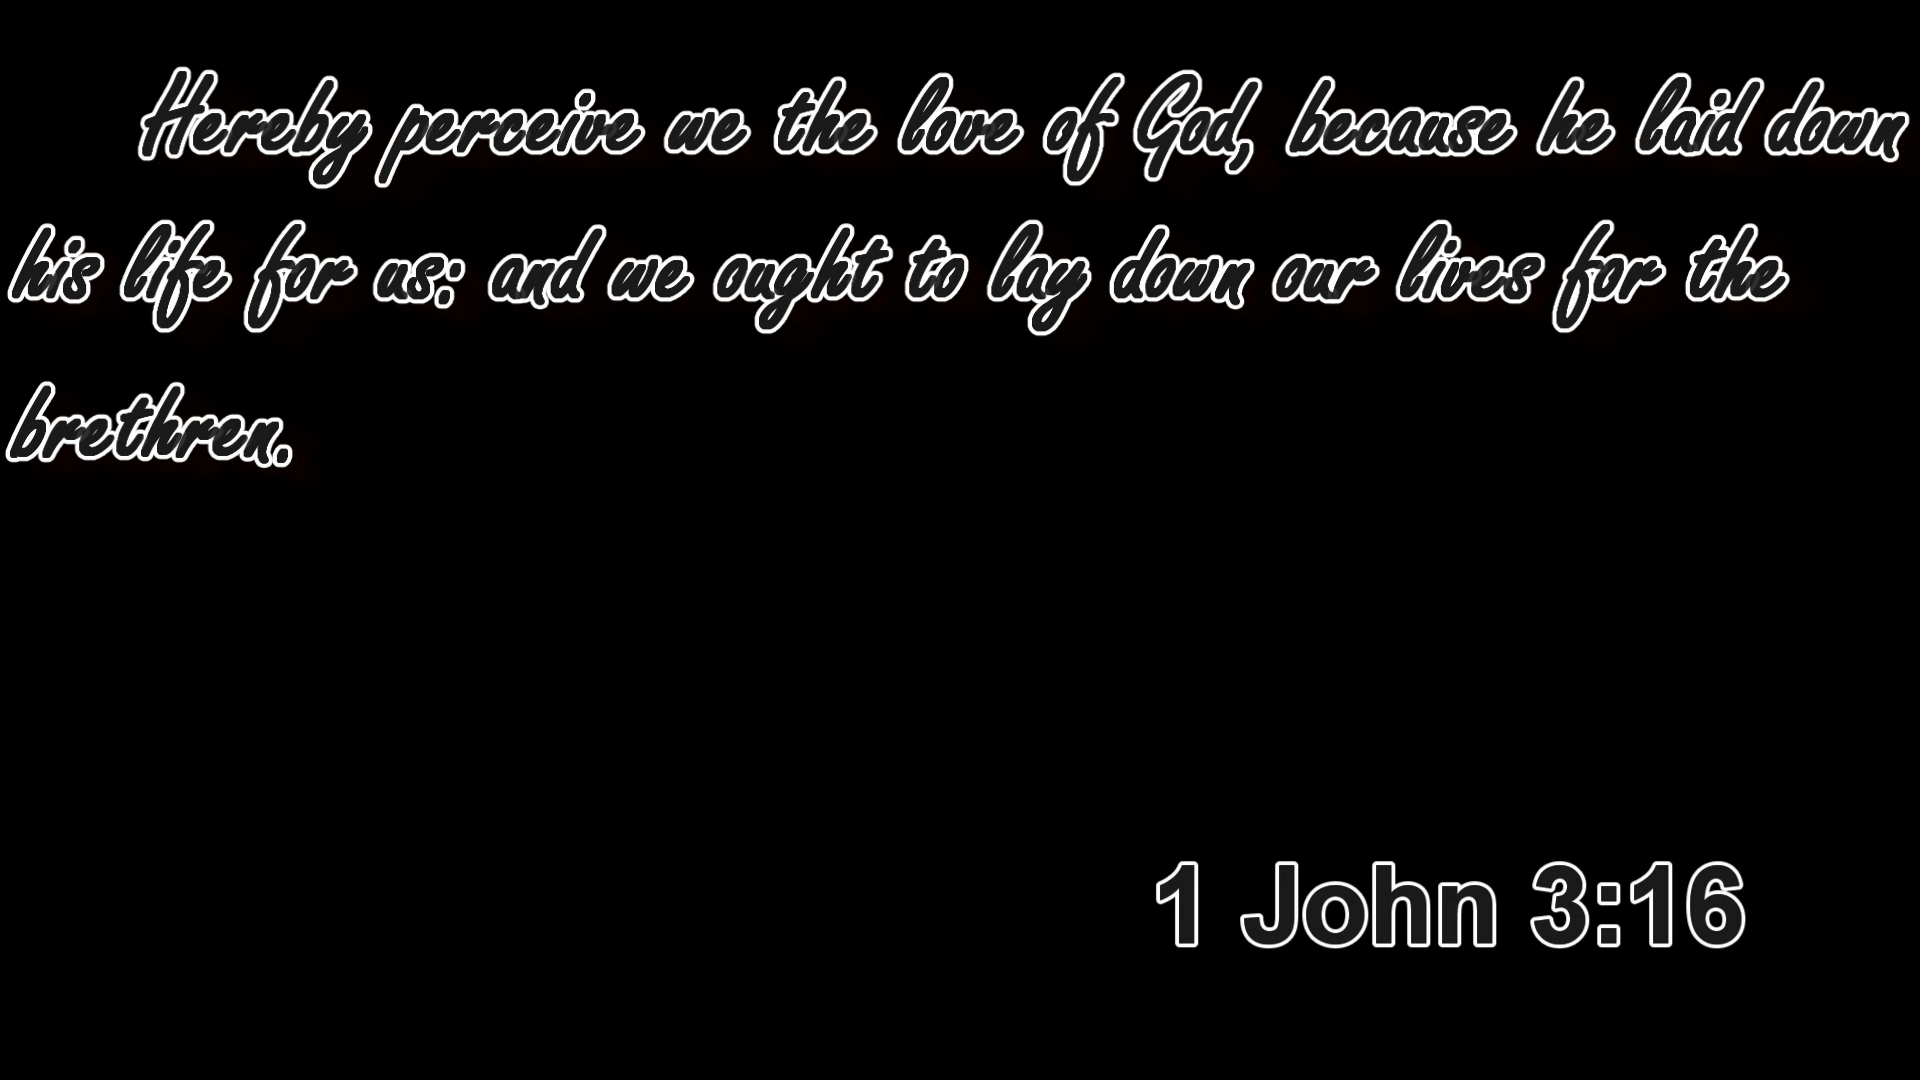 Hereby perceive we the love of God, because he laid down
his life for us: and we ought to lay down our lives for the
brethren.
1 John 3:16